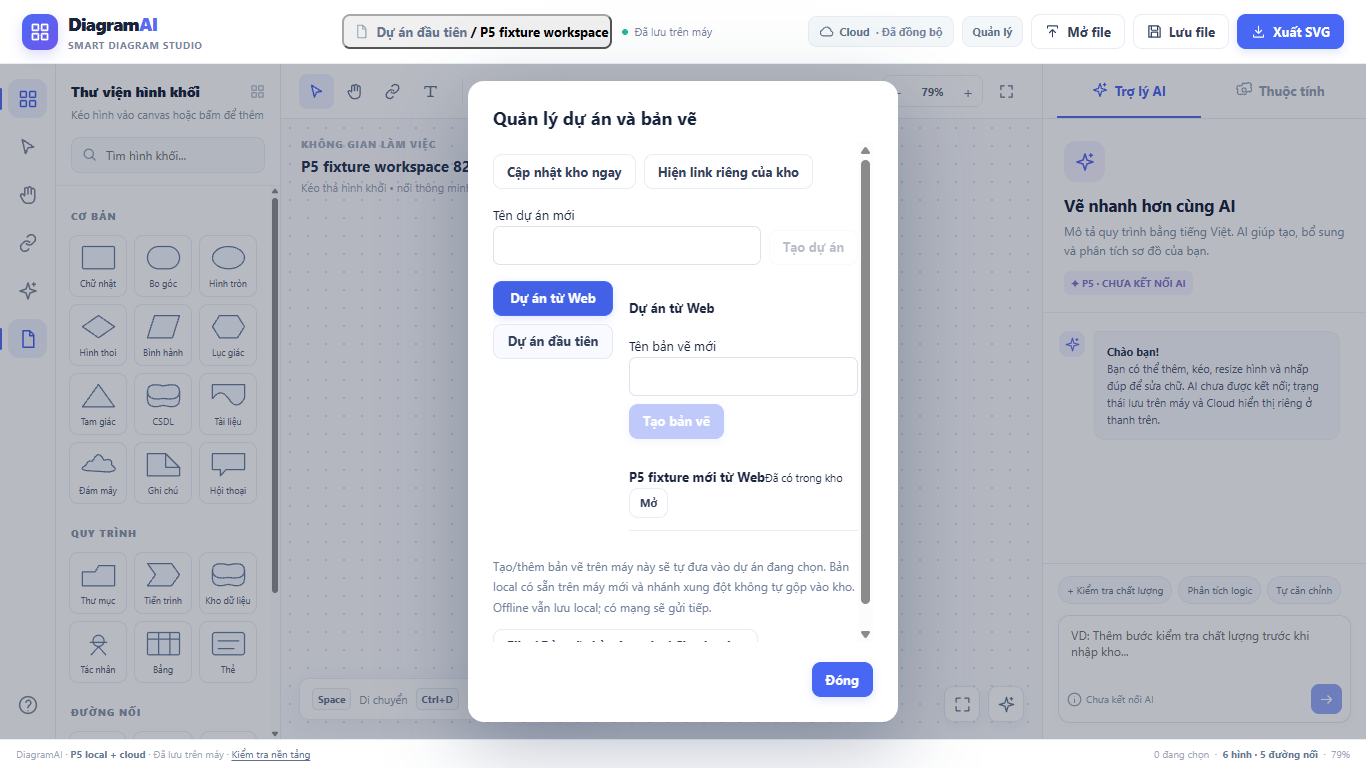 DiagramAI
SMART DIAGRAM STUDIO
Dự án đầu tiên / P5 fixture workspace
Đã lưu trên máy
Cloud · Đã đồng bộ
Quản lý
Mở file
Lưu file
Xuất SVG
Thư viện hình khối
Kéo hình vào canvas hoặc bấm để thêm
Tìm hình khối...
CƠ BẢN
Chữ nhật
Bo góc
Hình tròn
Hình thoi
Bình hành
Lục giác
Tam giác
CSDL
Tài liệu
Đám mây
Ghi chú
Hội thoại
QUY TRÌNH
Thư mục
Tiến trình
Kho dữ liệu
Tác nhân
Bảng
Thẻ
ĐƯỜNG NỐI
79%
+
KHÔNG GIAN LÀM VIỆC
P5 fixture workspace 82
Kéo thả hình khối • nối thông minh
Space
Di chuyển
Ctrl+D
Quản lý dự án và bản vẽ
Cập nhật kho ngay
Hiện link riêng của kho
Tên dự án mới
Tạo dự án
Dự án từ Web
Dự án đầu tiên
Dự án từ Web
Tên bản vẽ mới
Tạo bản vẽ
P5 fixture mới từ WebĐã có trong kho
Mở
Tạo/thêm bản vẽ trên máy này sẽ tự đưa vào dự án đang chọn. Bản
local có sẵn trên máy mới và nhánh xung đột không tự gộp vào kho.
Offline vẫn lưu local; có mạng sẽ gửi tiếp.
Đóng
Trợ lý AI
Thuộc tính
Vẽ nhanh hơn cùng AI
Mô tả quy trình bằng tiếng Việt. AI giúp tạo, bổ sung
và phân tích sơ đồ của bạn.
✦ P5 · CHƯA KẾT NỐI AI
Chào bạn!
Bạn có thể thêm, kéo, resize hình và nhấp
đúp để sửa chữ. AI chưa được kết nối; trạng
thái lưu trên máy và Cloud hiển thị riêng ở
thanh trên.
+ Kiểm tra chất lượng
Phân tích logic
Tự căn chỉnh
VD: Thêm bước kiểm tra chất lượng trước khi
nhập kho...
Chưa kết nối AI
DiagramAI · P5 local + cloud · Đã lưu trên máy · Kiểm tra nền tảng
0 đang chọn · 6 hình • 5 đường nối · 79%